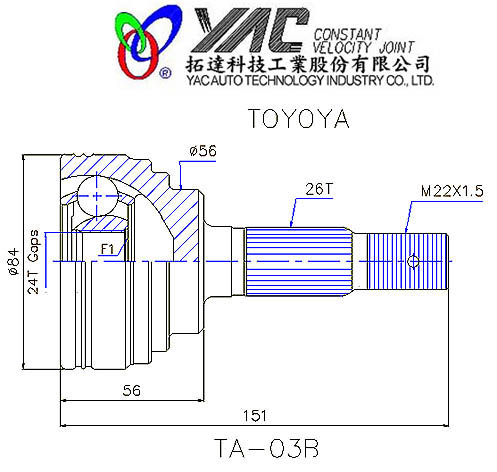 YAC CONSTANT
VELOCITY JOINT
®
拓達科技工業股份有限公司
YAC AUTO TECHNOLOGY INDUSTRY CO., LTD.
TOYOYA
ø56
26T
M22X1.5
F1
ø84
24T Gaps
56
151
TA-03B